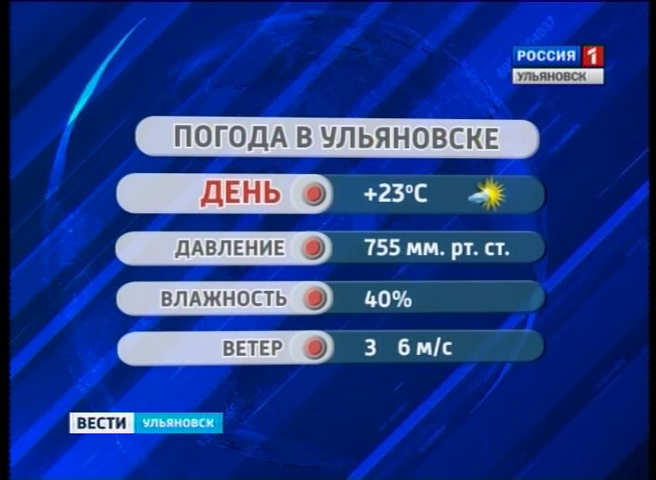 РОССИЯ 1
УЛЬЯНОВСК
ПОГОДА В УЛЬЯНОВСКЕ
ДЕНЬ +23°C
ДАВЛЕНИЕ 755 мм. рт. ст.
ВЛАЖНОСТЬ 40%
ВЕТЕР 3 6 м/с
ВЕСТИ УЛЬЯНОВСК